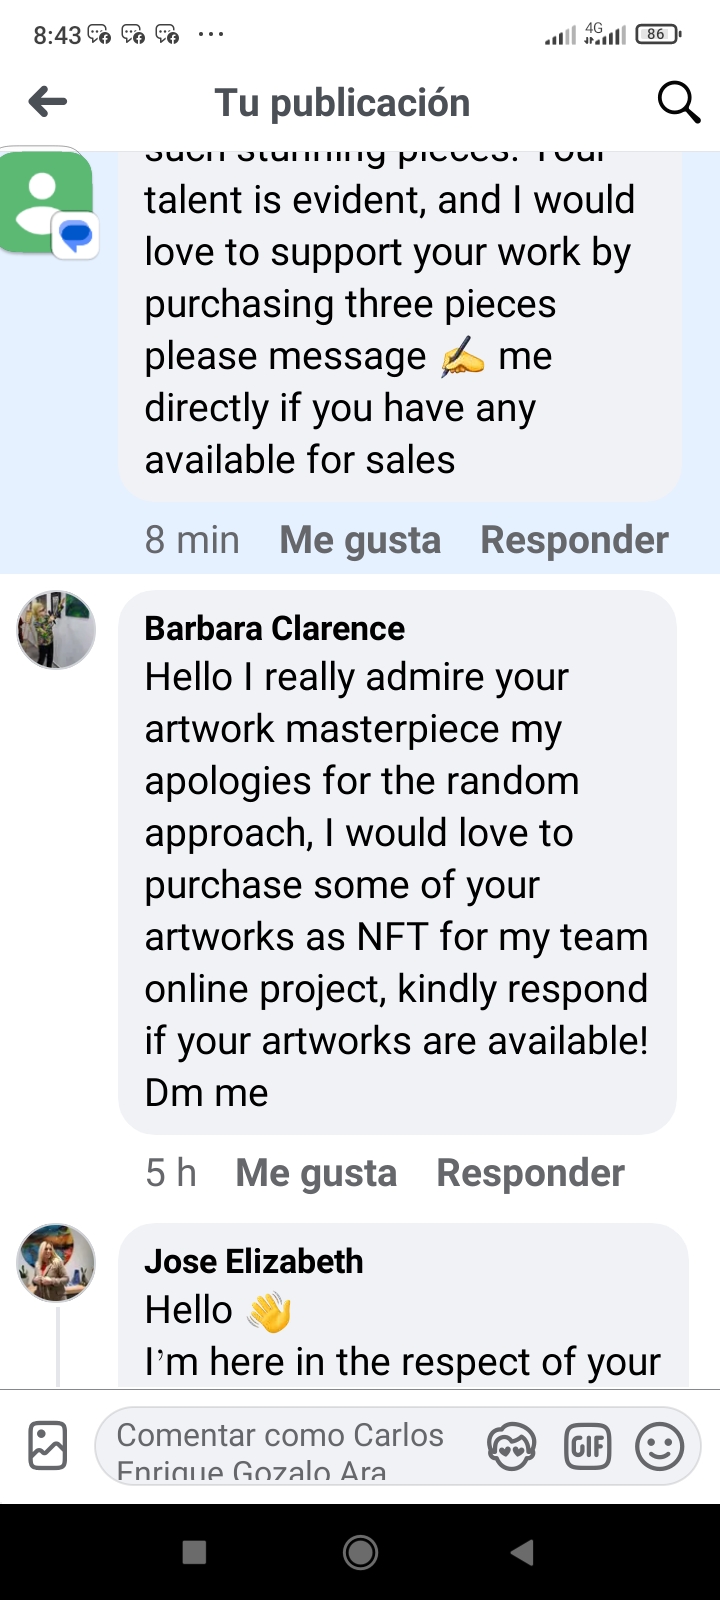 8:43
4G
86
Tu publicación
such stunning pieces. Your
talent is evident, and I would
love to support your work by
purchasing three pieces
please message ✍️ me
directly if you have any
available for sales
8 min Me gusta Responder
Barbara Clarence
Hello I really admire your
artwork masterpiece my
apologies for the random
approach, I would love to
purchase some of your
artworks as NFT for my team
online project, kindly respond
if your artworks are available!
Dm me
5 h Me gusta Responder
Jose Elizabeth
Hello 👋
I’m here in the respect of your
Comentar como Carlos
Enrique Gozalo Ara
GIF